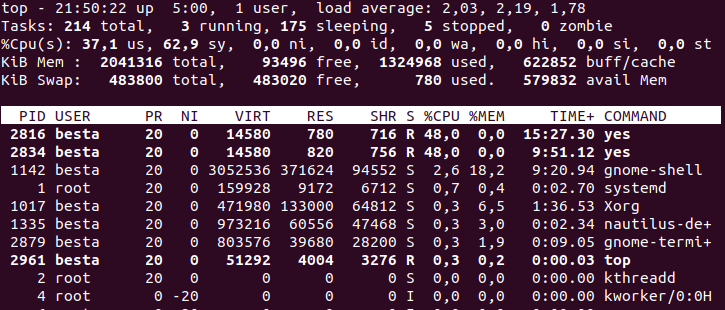 top - 21:50:22 up  5:00,  1 user,  load average: 2,03, 2,19, 1,78
Tasks: 214 total,   3 running, 175 sleeping,   5 stopped,   0 zombie
%Cpu(s): 37,1 us, 62,9 sy,  0,0 ni,  0,0 id,  0,0 wa,  0,0 hi,  0,0 si,  0,0 st
KiB Mem :  2041316 total,    93496 free,  1324968 used,   622852 buff/cache
KiB Swap:   483800 total,   483020 free,      780 used.   579832 avail Mem
PID USER      PR  NI    VIRT    RES    SHR S %CPU %MEM     TIME+ COMMAND
2816 besta     20   0   14580    780    716 R 48,0  0,0  15:27.30 yes
2834 besta     20   0   14580    820    756 R 48,0  0,0   9:51.12 yes
1142 besta     20   0 3052536 371624  94552 S  2,6 18,2   9:20.94 gnome-shell
1 root      20   0  159928   9172   6712 S  0,7  0,4   0:02.70 systemd
1017 besta     20   0  471980 133000  64812 S  0,3  6,5   1:36.53 Xorg
1335 besta     20   0  973216  60556  47468 S  0,3  3,0   0:02.34 nautilus-de+
2879 besta     20   0  803576  39680  28200 S  0,3  1,9   0:09.05 gnome-termi+
2961 besta     20   0   51292   4004   3276 R  0,3  0,2   0:00.03 top
2 root      20   0       0      0      0 S  0,0  0,0   0:00.00 kthreadd
4 root       0 -20       0      0      0 I  0,0  0,0   0:00.00 kworker/0:0H